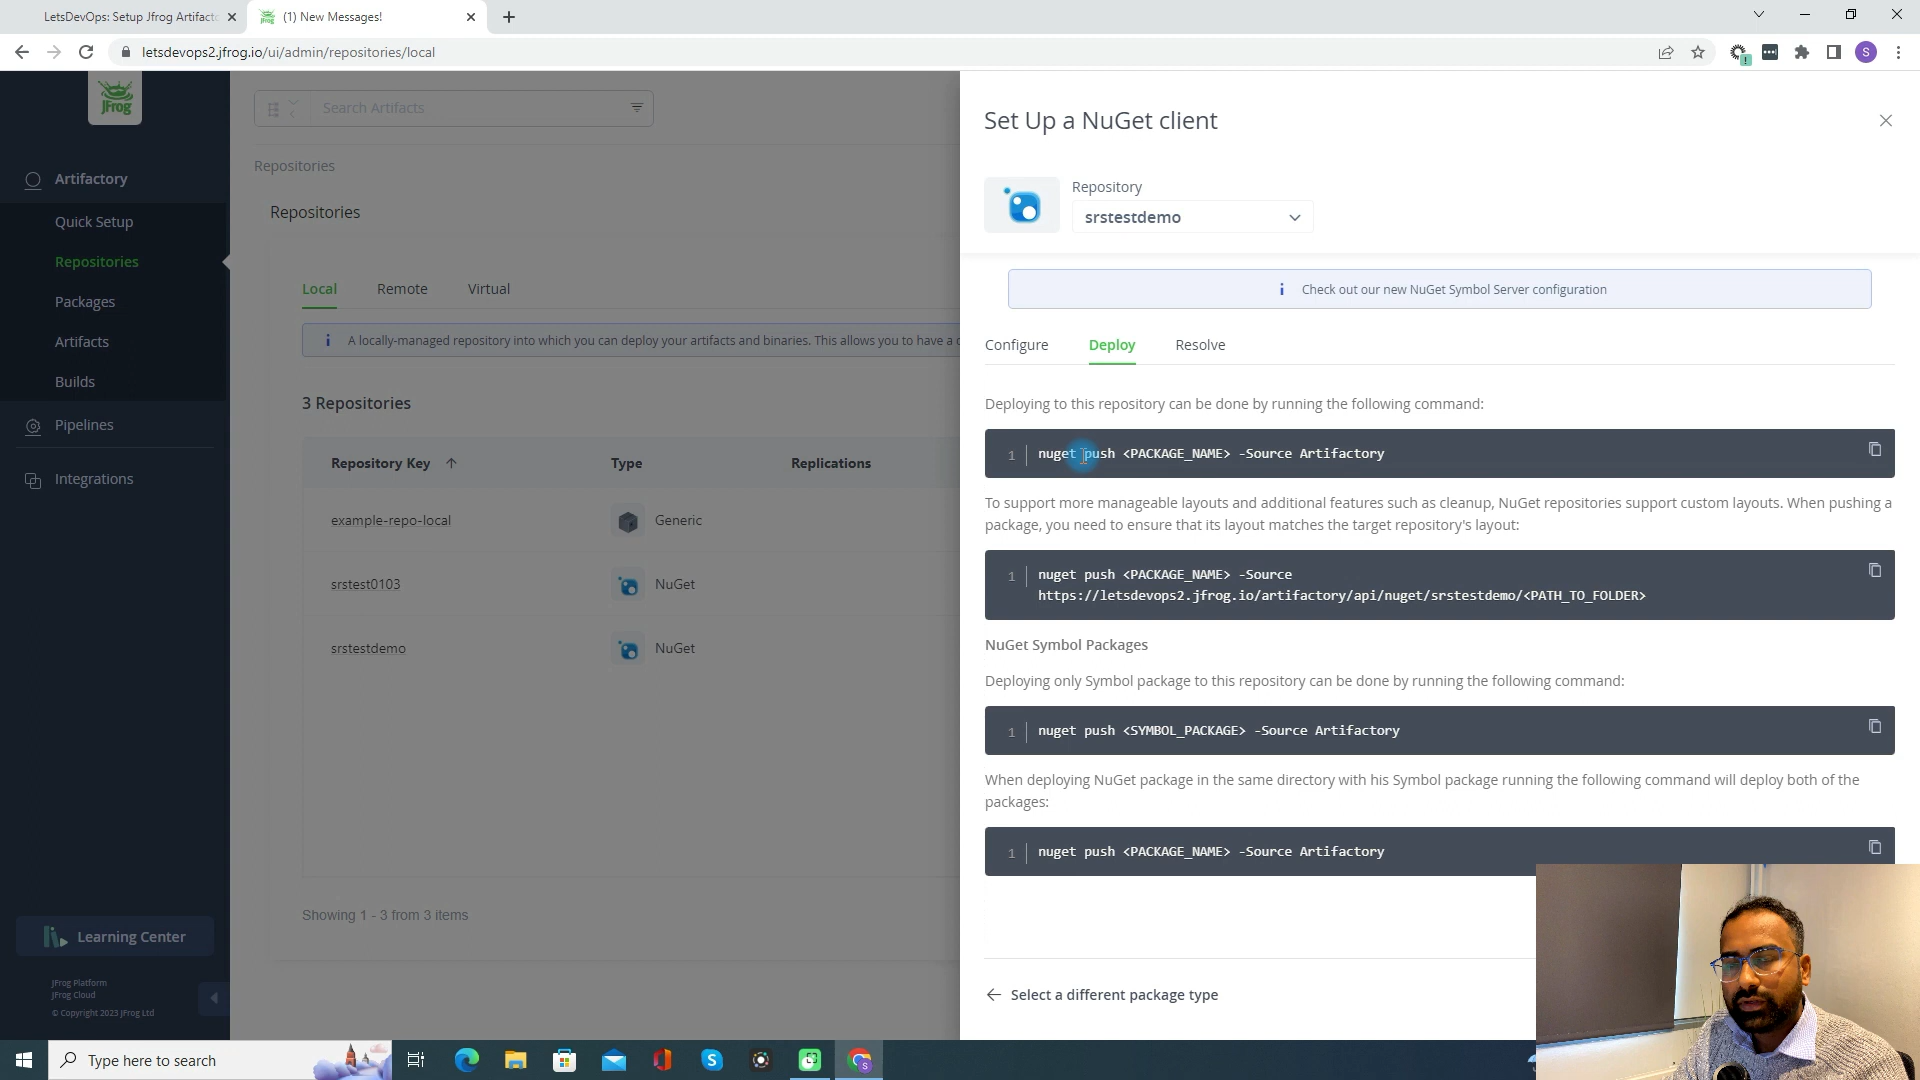 LetsDevOps: Setup Jfrog Artifact
(1) New Messages!
letsdevops2.jfrog.io/ui/admin/repositories/local
S
JFrog
Artifactory
Quick Setup
Repositories
Packages
Artifacts
Builds
Pipelines
Integrations
Learning Center
JFrog Platform
JFrog Cloud
© Copyright 2023 JFrog Ltd
Search Artifacts
Repositories
Repositories
Local Remote Virtual
A locally-managed repository into which you can deploy your artifacts and binaries. This allows you to have a c
3 Repositories
Repository Key Type Replications
example-repo-local Generic
srstest0103 NuGet
srstestdemo NuGet
Showing 1 - 3 from 3 items
Set Up a NuGet client
Repository
srstestdemo
Check out our new NuGet Symbol Server configuration
Configure Deploy Resolve
Deploying to this repository can be done by running the following command:
1 nuget push <PACKAGE_NAME> -Source Artifactory
To support more manageable layouts and additional features such as cleanup, NuGet repositories support custom layouts. When pushing a
package, you need to ensure that its layout matches the target repository's layout:
1 nuget push <PACKAGE_NAME> -Source
https://letsdevops2.jfrog.io/artifactory/api/nuget/srstestdemo/<PATH_TO_FOLDER>
NuGet Symbol Packages
Deploying only Symbol package to this repository can be done by running the following command:
1 nuget push <SYMBOL_PACKAGE> -Source Artifactory
When deploying NuGet package in the same directory with his Symbol package running the following command will deploy both of the
packages:
1 nuget push <PACKAGE_NAME> -Source Artifactory
Select a different package type
Type here to search